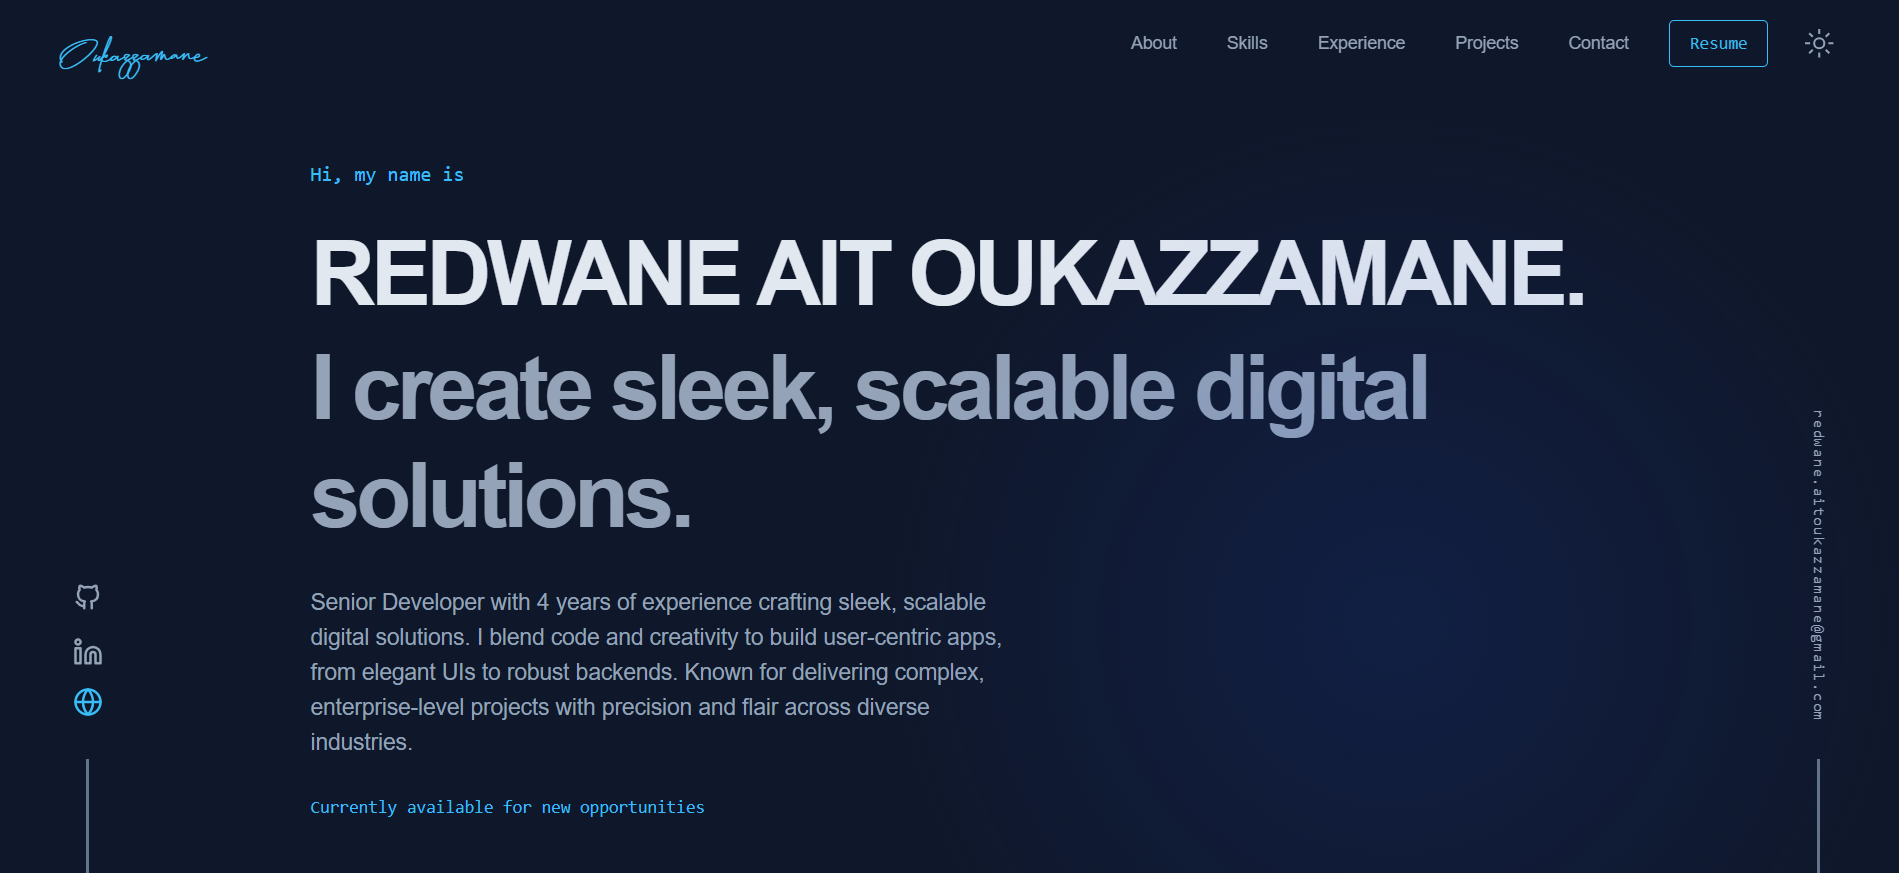 Oukazzamane
About
Skills
Experience
Projects
Contact
Resume
Hi, my name is
REDWANE AIT OUKAZZAMANE.
I create sleek, scalable digital
solutions.
Senior Developer with 4 years of experience crafting sleek, scalable
digital solutions. I blend code and creativity to build user-centric apps,
from elegant UIs to robust backends. Known for delivering complex,
enterprise-level projects with precision and flair across diverse
industries.
Currently available for new opportunities
redwane.aitoukazzamane@gmail.com